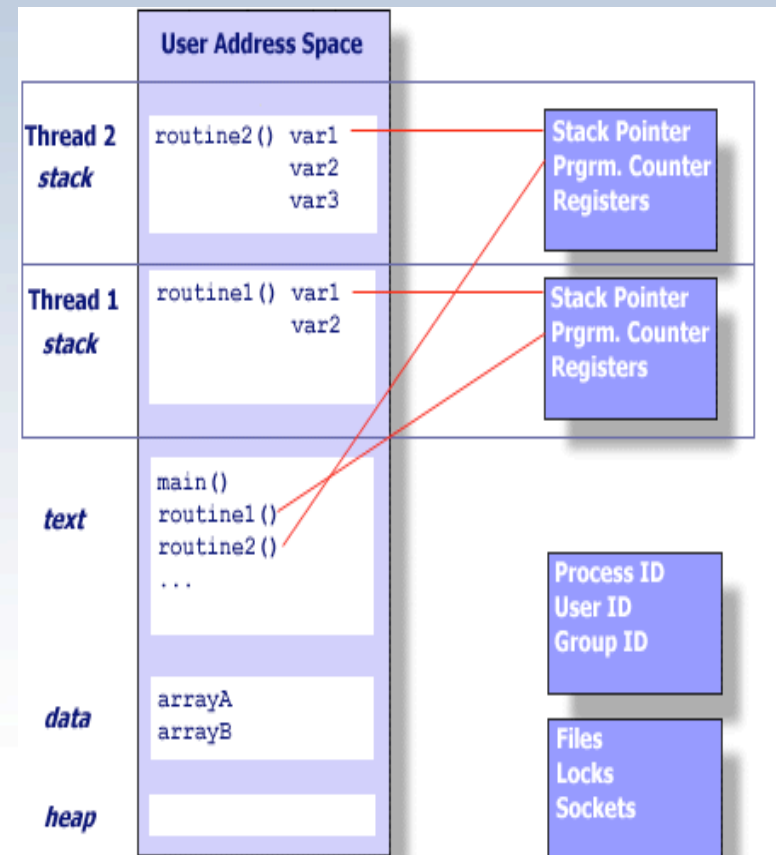 User Address Space
Thread 2
stack
routine2() var1
var2
var3
Stack Pointer
Prgrm. Counter
Registers
Thread 1
stack
routine1() var1
var2
Stack Pointer
Prgrm. Counter
Registers
text
main()
routine1()
routine2()
...
Process ID
User ID
Group ID
data
arrayA
arrayB
Files
Locks
Sockets
heap